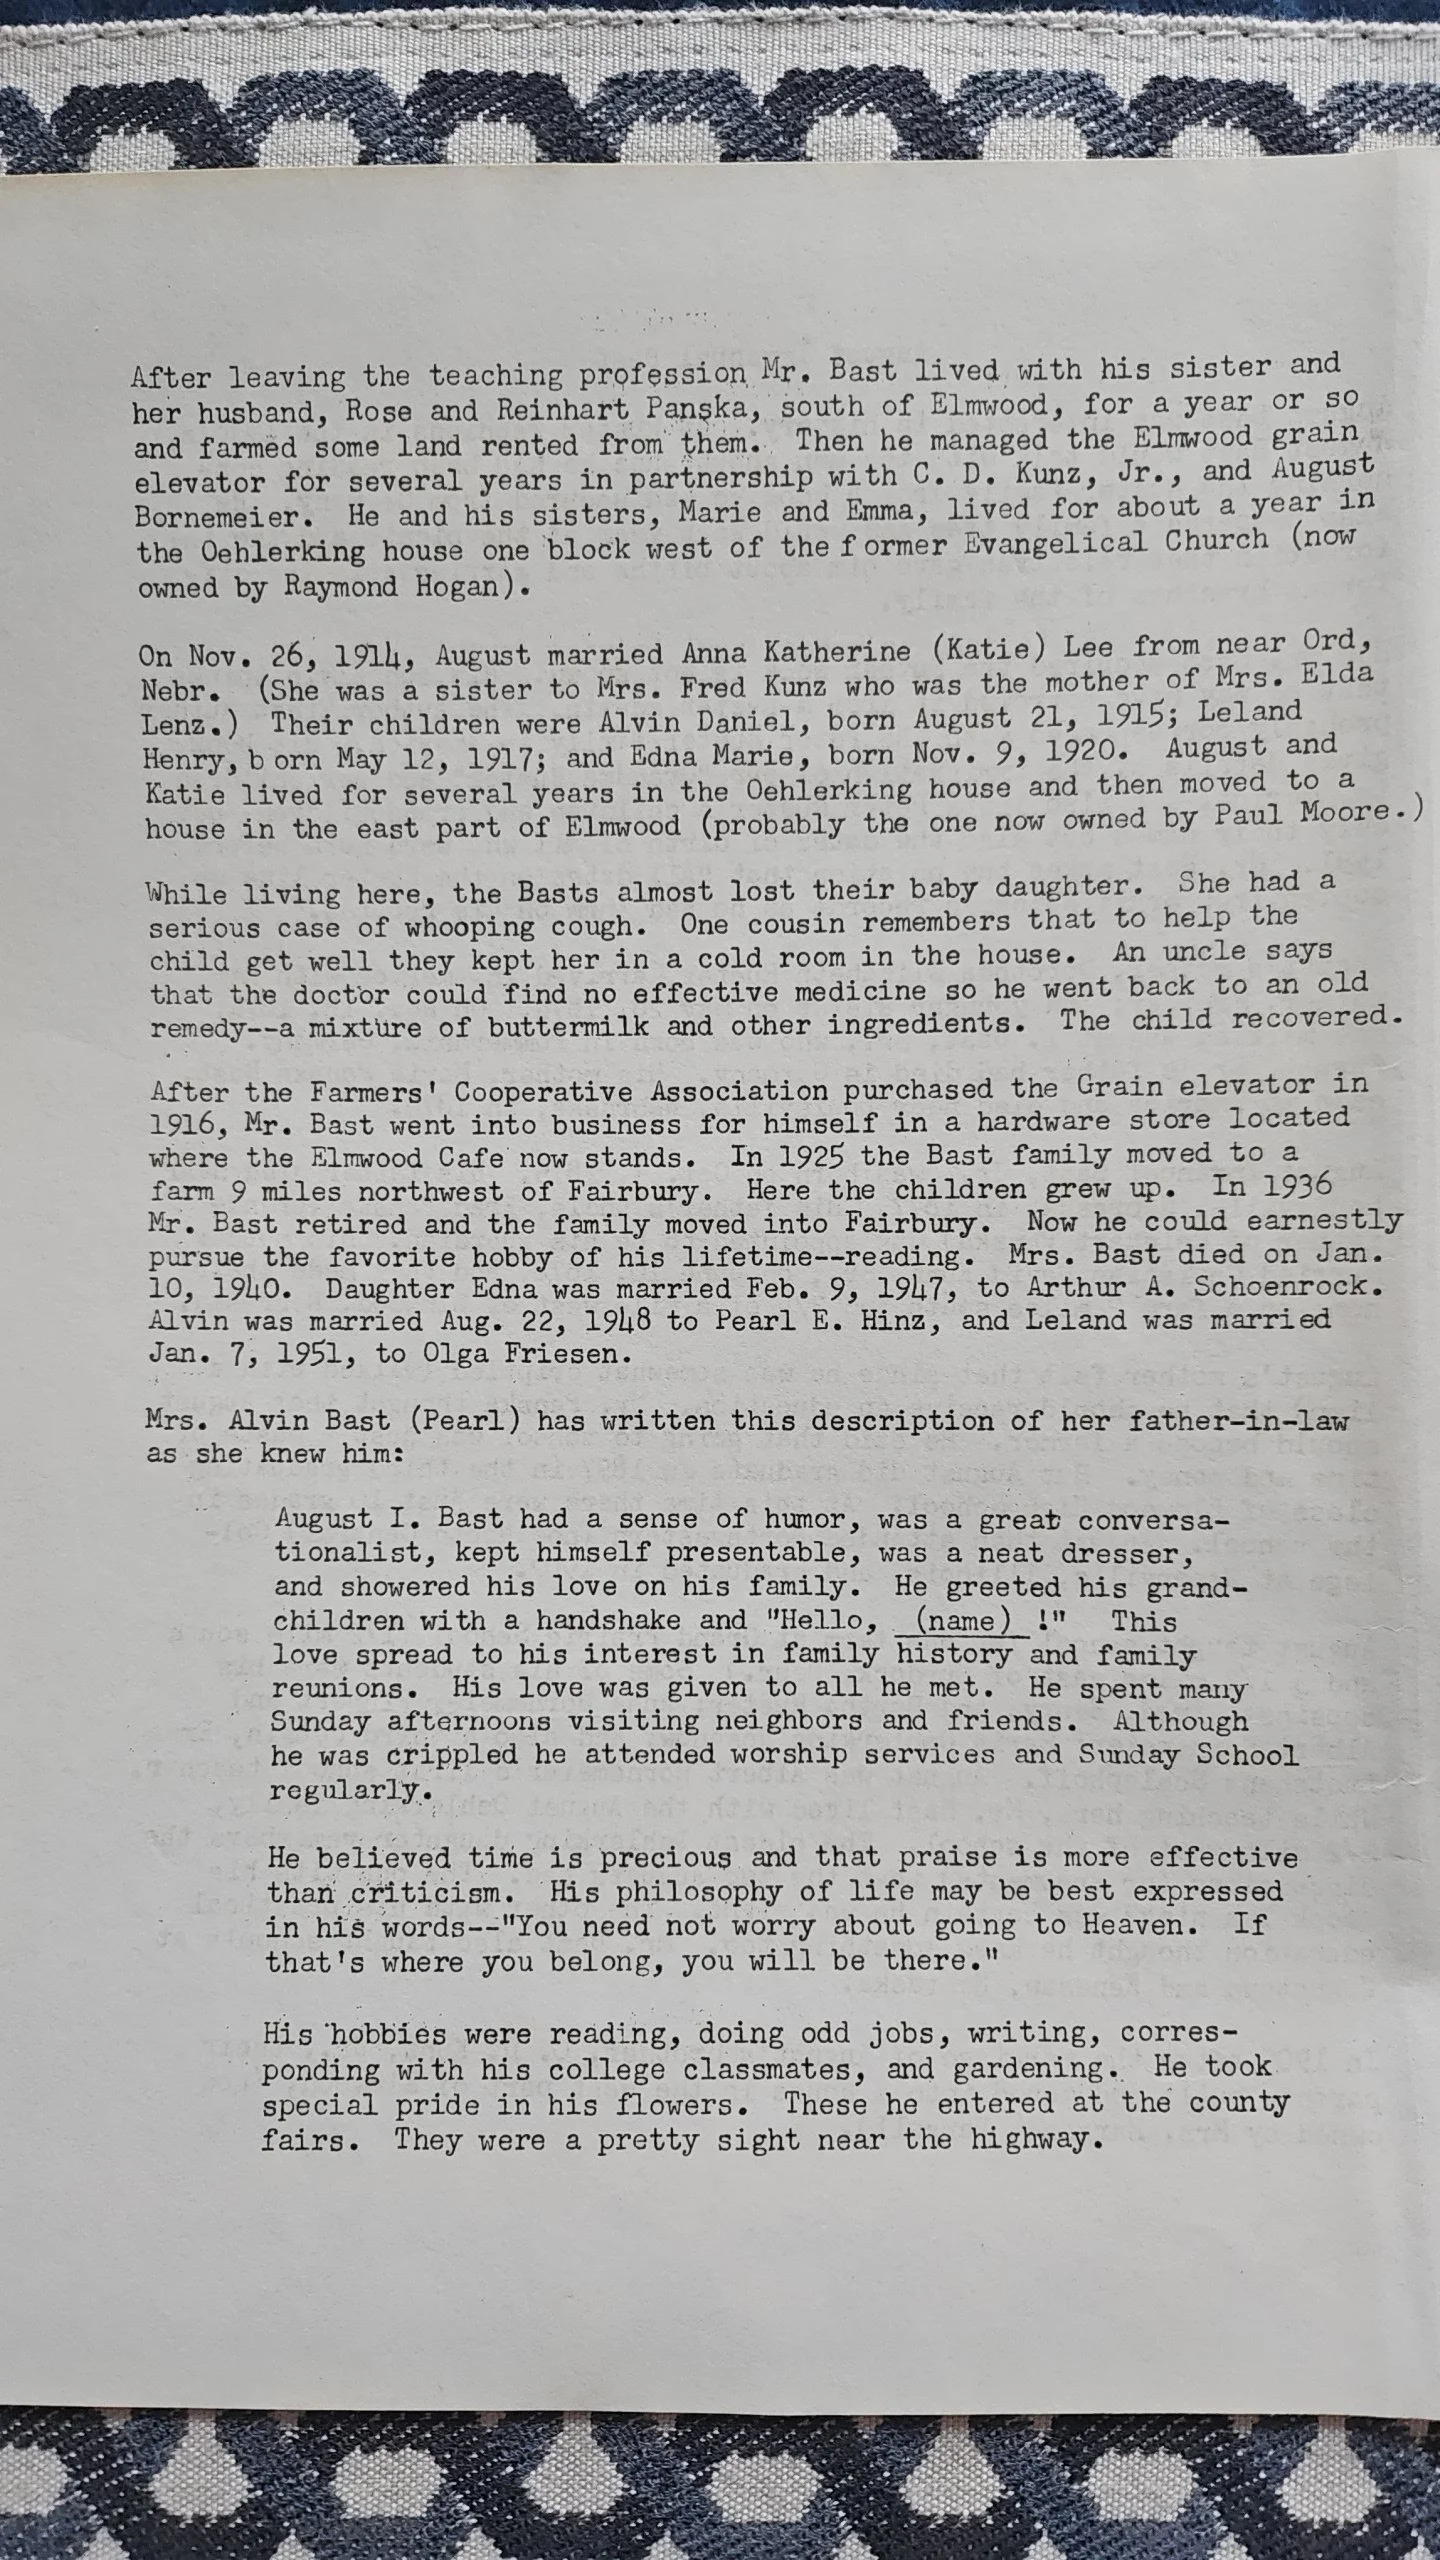 After leaving the teaching profession Mr. Bast lived with his sister and
her husband, Rose and Reinhart Panska, south of Elmwood, for a year or so
and farmed some land rented from them. Then he managed the Elmwood grain
elevator for several years in partnership with C. D. Kunz, Jr., and August
Bornemeier. He and his sisters, Marie and Emma, lived for about a year in
the Oehlerking house one block west of the former Evangelical Church (now
owned by Raymond Hogan).
On Nov. 26, 1914, August married Anna Katherine (Katie) Lee from near Ord,
Nebr. (She was a sister to Mrs. Fred Kunz who was the mother of Mrs. Elda
Lenz.) Their children were Alvin Daniel, born August 21, 1915; Leland
Henry, born May 12, 1917; and Edna Marie, born Nov. 9, 1920. August and
Katie lived for several years in the Oehlerking house and then moved to a
house in the east part of Elmwood (probably the one now owned by Paul Moore.)
While living here, the Basts almost lost their baby daughter. She had a
serious case of whooping cough. One cousin remembers that to help the
child get well they kept her in a cold room in the house. An uncle says
that the doctor could find no effective medicine so he went back to an old
remedy--a mixture of buttermilk and other ingredients. The child recovered.
After the Farmers' Cooperative Association purchased the Grain elevator in
1916, Mr. Bast went into business for himself in a hardware store located
where the Elmwood Cafe now stands. In 1925 the Bast family moved to a
farm 9 miles northwest of Fairbury. Here the children grew up. In 1936
Mr. Bast retired and the family moved into Fairbury. Now he could earnestly
pursue the favorite hobby of his lifetime--reading. Mrs. Bast died on Jan.
10, 1940. Daughter Edna was married Feb. 9, 1947, to Arthur A. Schoenrock.
Alvin was married Aug. 22, 1948 to Pearl E. Hinz, and Leland was married
Jan. 7, 1951, to Olga Friesen.
Mrs. Alvin Bast (Pearl) has written this description of her father-in-law
as she knew him:
August I. Bast had a sense of humor, was a great conversa-
tionalist, kept himself presentable, was a neat dresser,
and showered his love on his family. He greeted his grand-
children with a handshake and "Hello, (name) !" This
love spread to his interest in family history and family
reunions. His love was given to all he met. He spent many
Sunday afternoons visiting neighbors and friends. Although
he was crippled he attended worship services and Sunday School
regularly.
He believed time is precious and that praise is more effective
than criticism. His philosophy of life may be best expressed
in his words--"You need not worry about going to Heaven. If
that's where you belong, you will be there."
His hobbies were reading, doing odd jobs, writing, corres-
ponding with his college classmates, and gardening. He took
special pride in his flowers. These he entered at the county
fairs. They were a pretty sight near the highway.